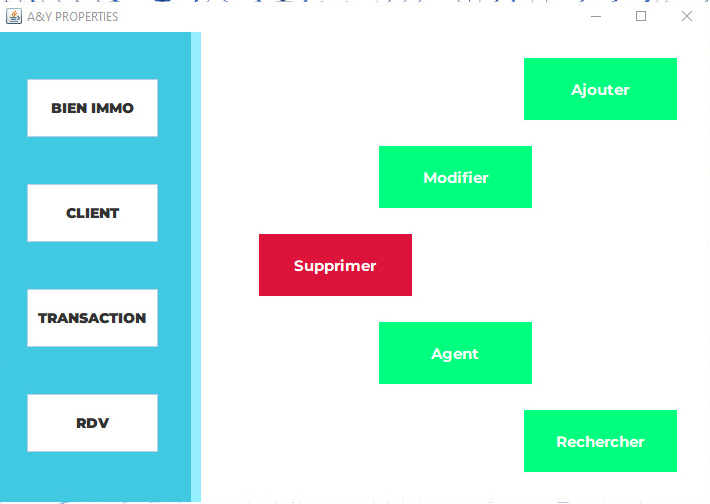 A&Y PROPERTIES
BIEN IMMO
CLIENT
TRANSACTION
RDV
Ajouter
Modifier
Supprimer
Agent
Rechercher